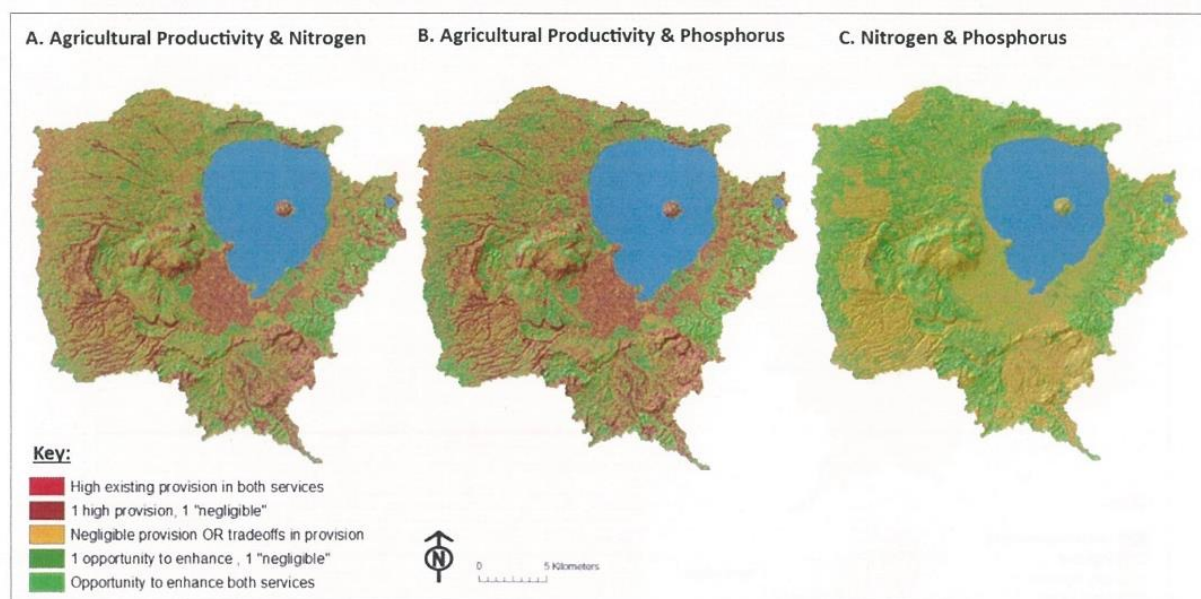 A. Agricultural Productivity & Nitrogen
B. Agricultural Productivity & Phosphorus
C. Nitrogen & Phosphorus
Key:
High existing provision in both services
1 high provision, 1 "negligible"
Negligible provision OR tradeoffs in provision
1 opportunity to enhance , 1 "negligible"
Opportunity to enhance both services
N
0 5 Kilometers